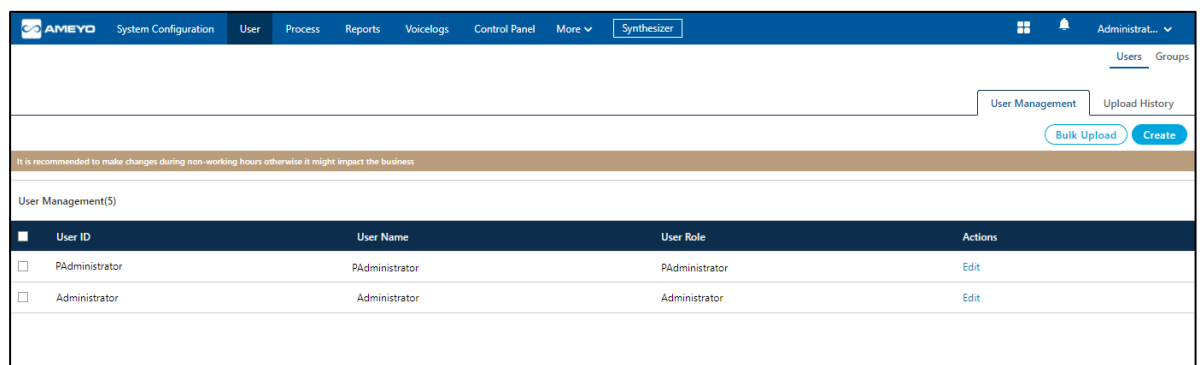 AMEYO System Configuration User Process Reports Voicelogs Control Panel More Synthesizer Administrat...
Users Groups
User Management Upload History
Bulk Upload Create
It is recommended to make changes during non-working hours otherwise it might impact the business
User Management(5)
User ID User Name User Role Actions
PAdministrator PAdministrator PAdministrator Edit
Administrator Administrator Administrator Edit